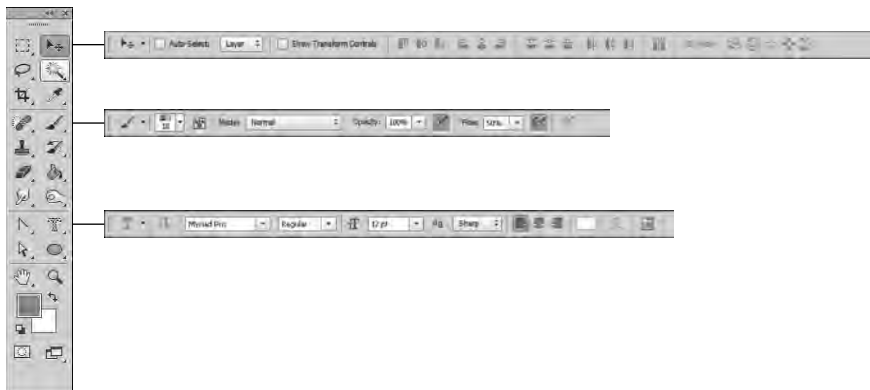 Auto-Select: Layer Show Transform Controls
Mode: Normal Opacity: 100% Flow: 50%
T Myriad Pro Regular T 12 pt Sharp